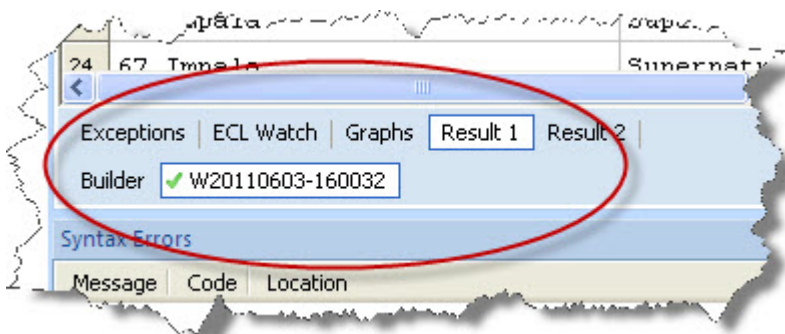 24 67 Impala Supernat
Exceptions ECL Watch Graphs Result 1 Result 2
Builder W20110603-160032
Syntax Errors
Message Code Location